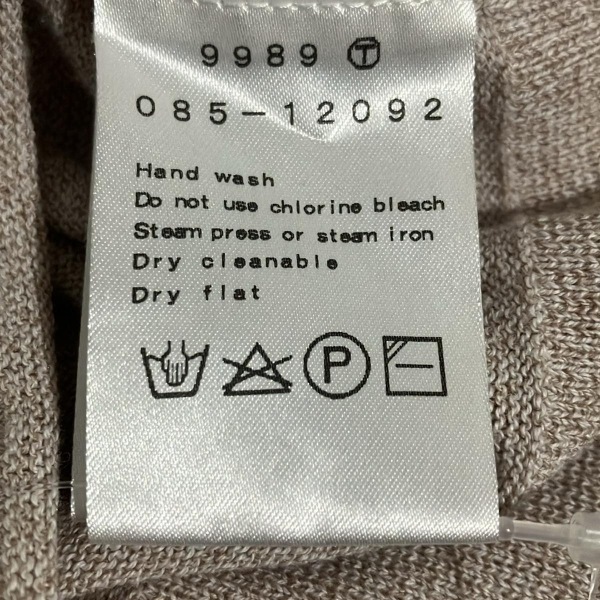 9989 Ⓣ
085-12092
Hand wash
Do not use chlorine bleach
Steam press or steam iron
Dry cleanable
Dry flat
P